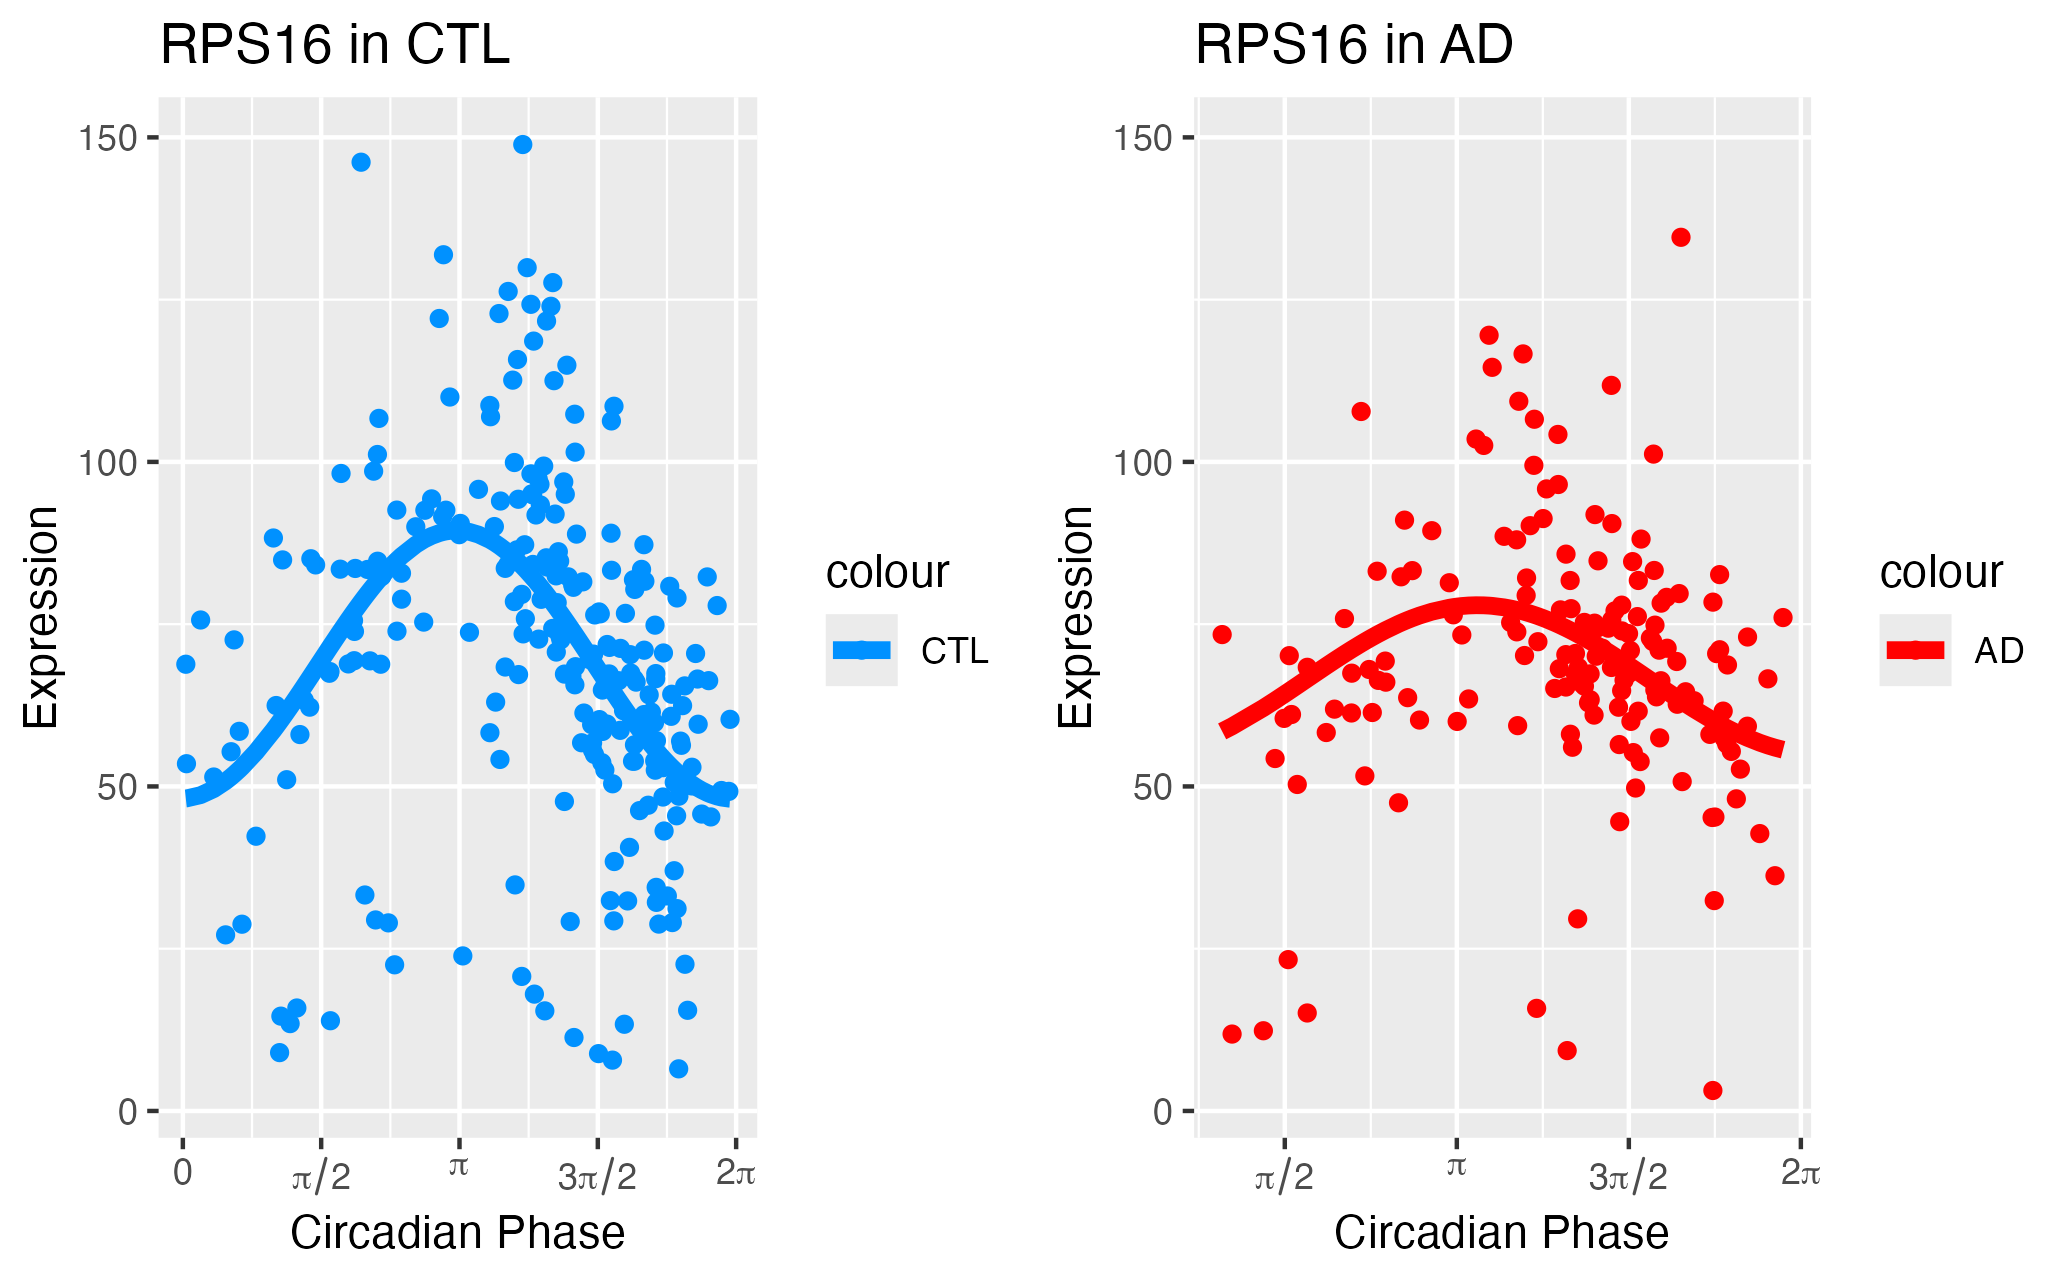 RPS16 in CTL
150
100
50
0
Expression
0
π/2
π
3π/2
2π
Circadian Phase
colour
CTL
RPS16 in AD
150
100
50
0
Expression
π/2
π
3π/2
2π
Circadian Phase
colour
AD